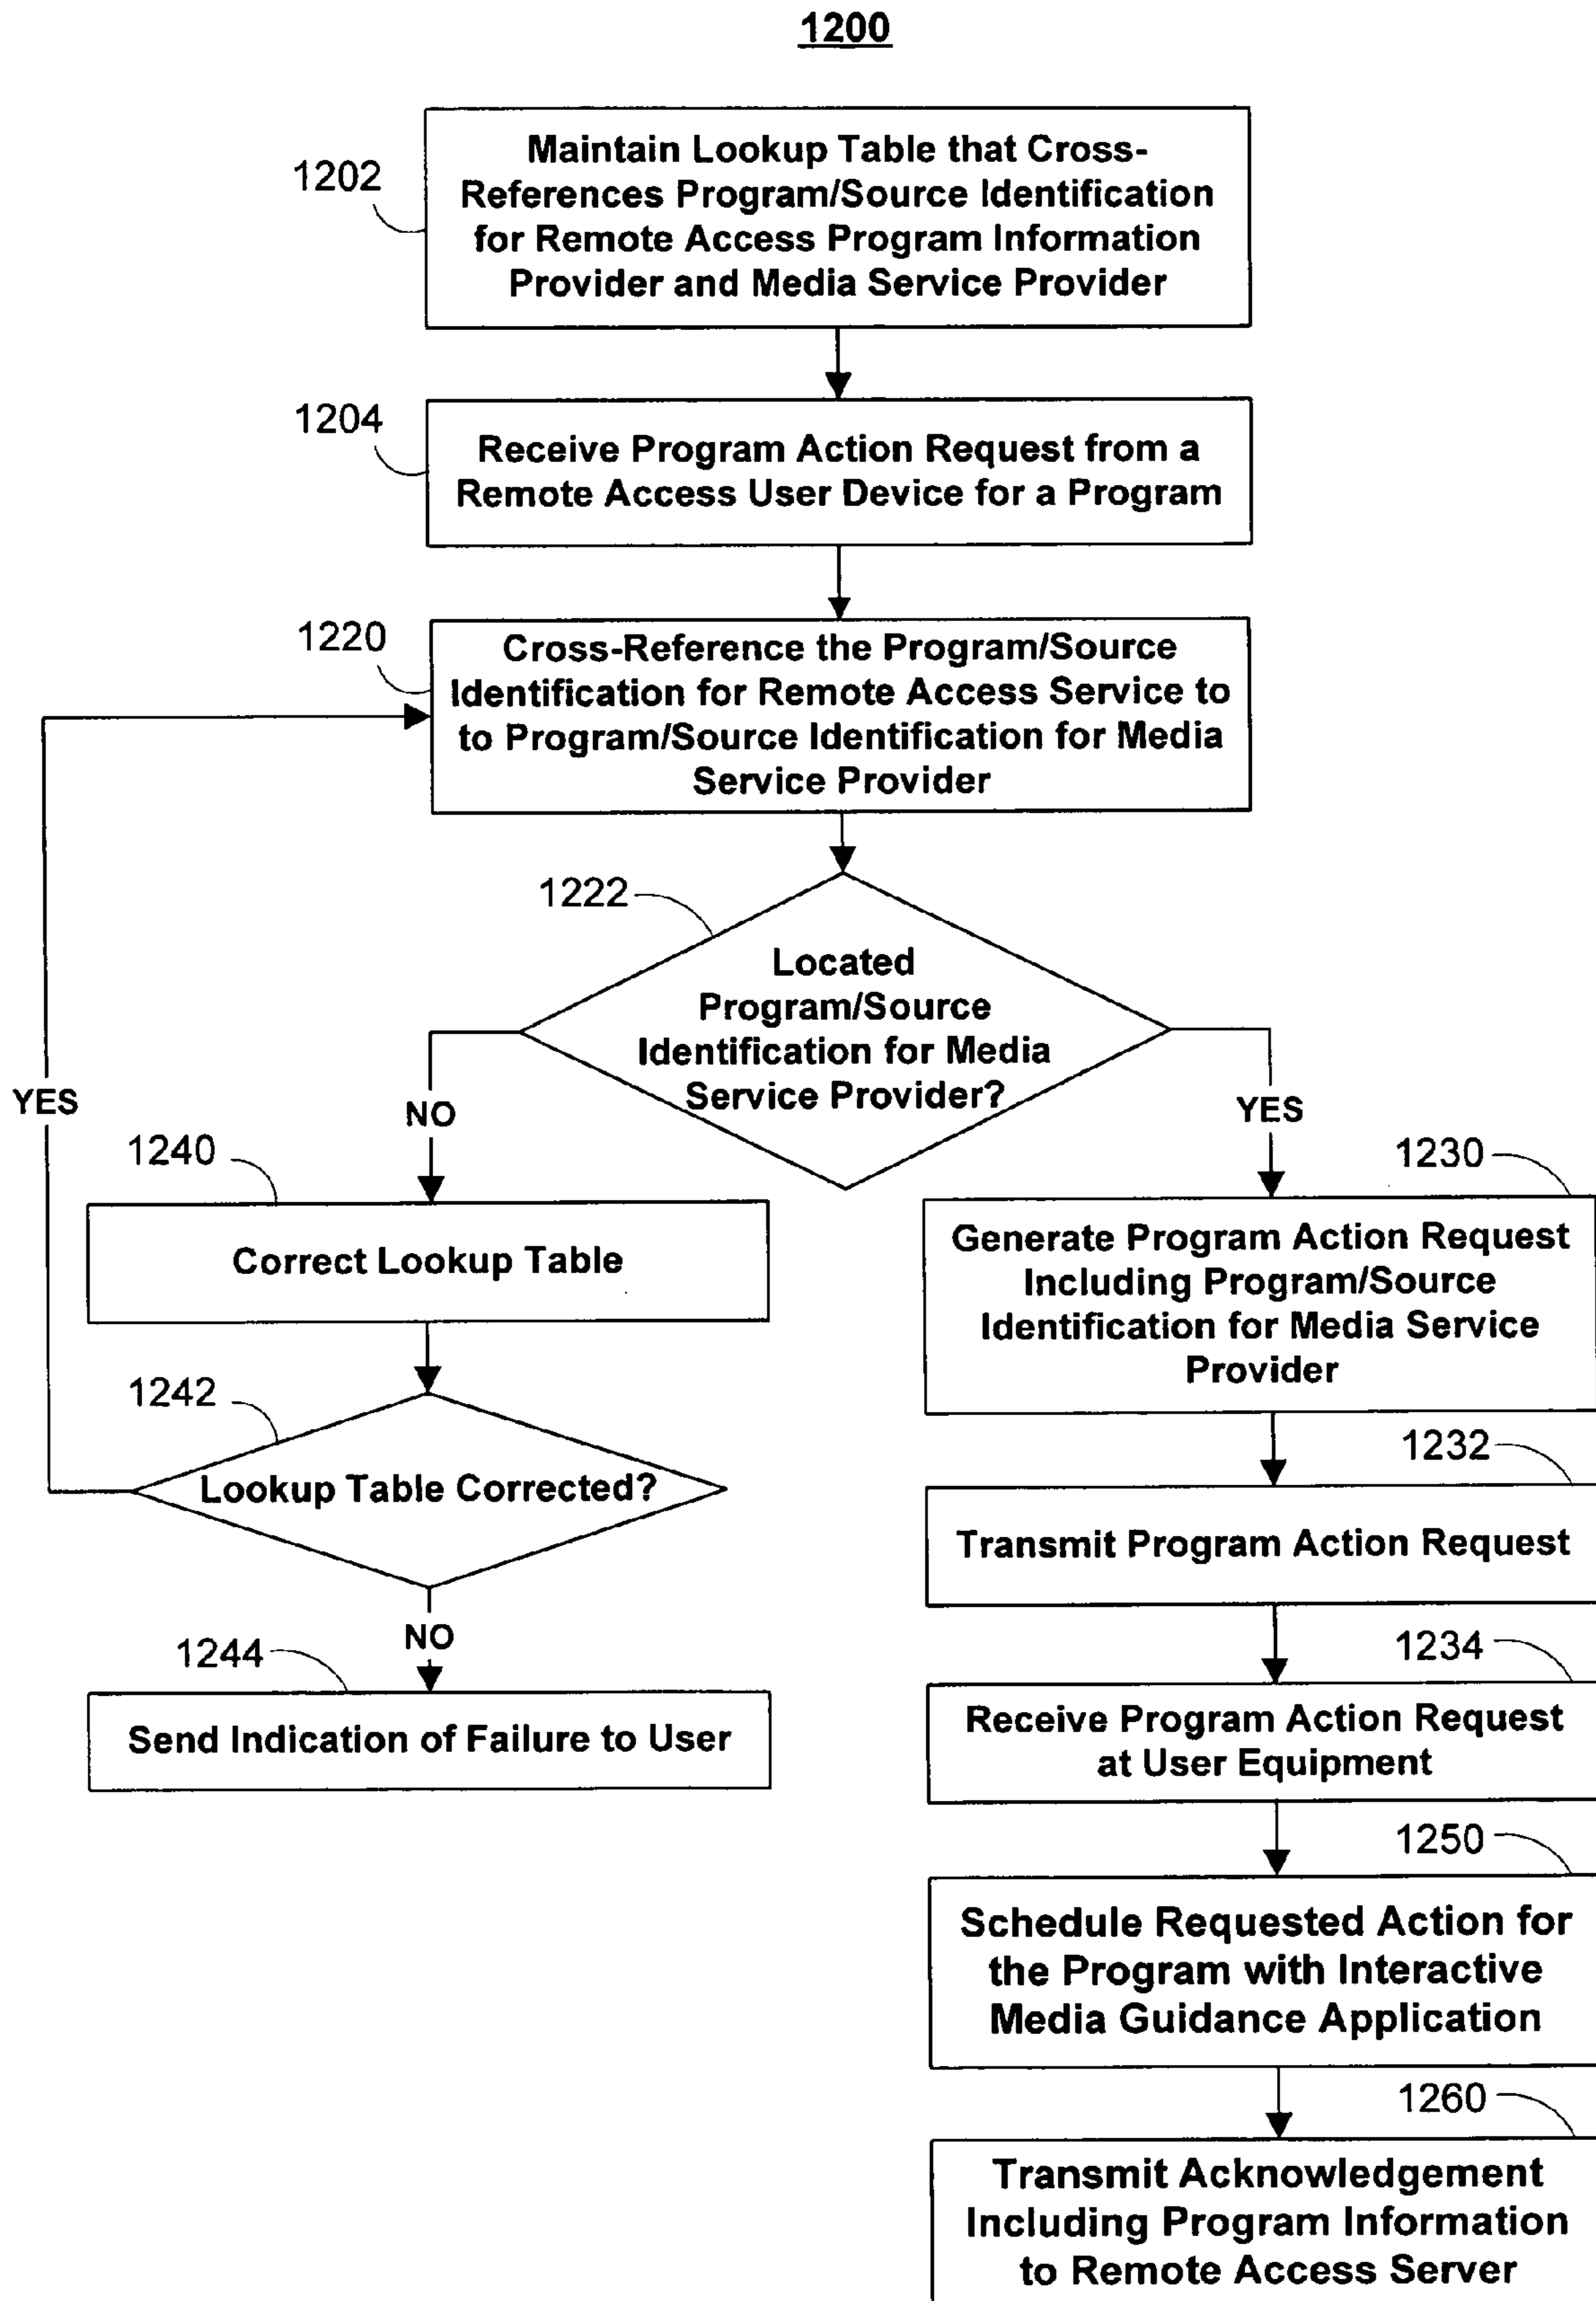 1200
1202
Maintain Lookup Table that Cross-
References Program/Source Identification
for Remote Access Program Information
Provider and Media Service Provider
1204
Receive Program Action Request from a
Remote Access User Device for a Program
1220
Cross-Reference the Program/Source
Identification for Remote Access Service to
to Program/Source Identification for Media
Service Provider
1222
Located
Program/Source
Identification for Media
Service Provider?
YES
NO
YES
1240
Correct Lookup Table
1242
Lookup Table Corrected?
NO
1244
Send Indication of Failure to User
1230
Generate Program Action Request
Including Program/Source
Identification for Media Service
Provider
1232
Transmit Program Action Request
1234
Receive Program Action Request
at User Equipment
1250
Schedule Requested Action for
the Program with Interactive
Media Guidance Application
1260
Transmit Acknowledgement
Including Program Information
to Remote Access Server